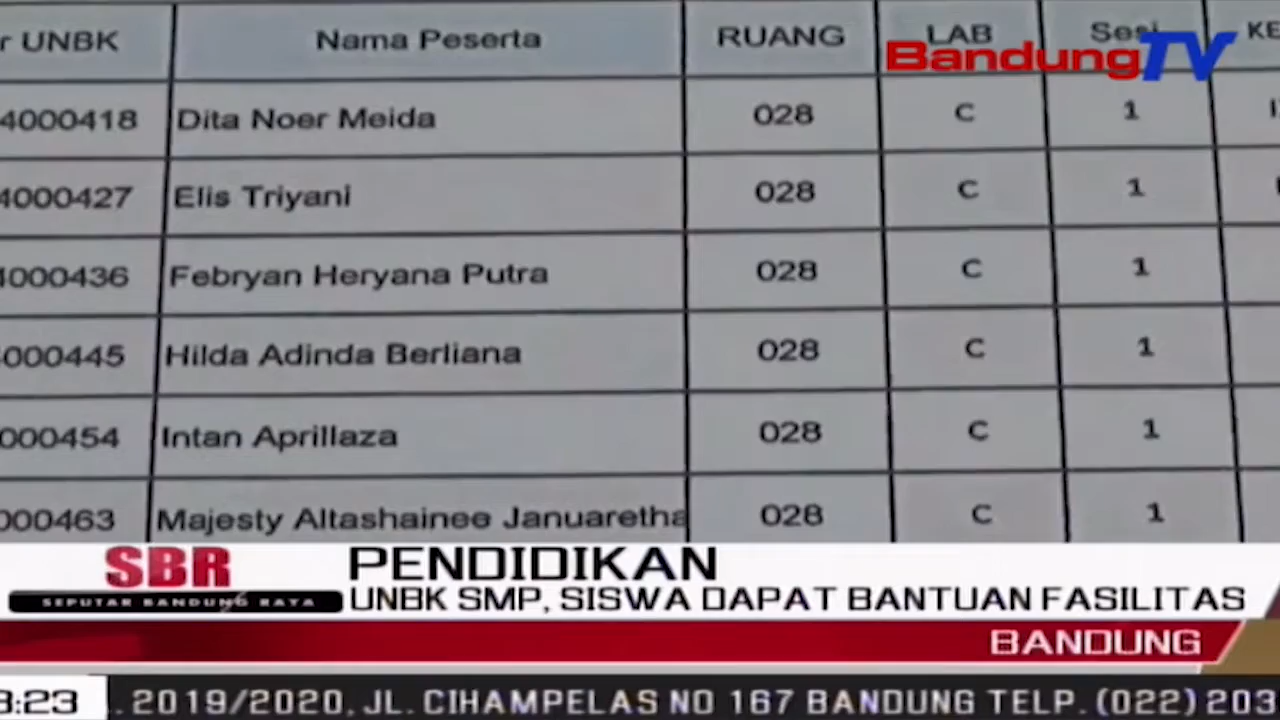 r UNBK Nama Peserta RUANG LAB Sesi KE
BandungTV
4000418 Dita Noer Meida 028 C 1
4000427 Elis Triyani 028 C 1
4000436 Febryan Heryana Putra 028 C 1
000445 Hilda Adinda Berliana 028 C 1
000454 Intan Aprillaza 028 C 1
000463 Majesty Altashainee Januaretha 028 C 1
SBR PENDIDIKAN
SEPUTAR BANDUNG RAYA UNBK SMP, SISWA DAPAT BANTUAN FASILITAS
BANDUNG
3:23 . 2019/2020, JL. CIHAMPELAS NO 167 BANDUNG TELP. (022) 203